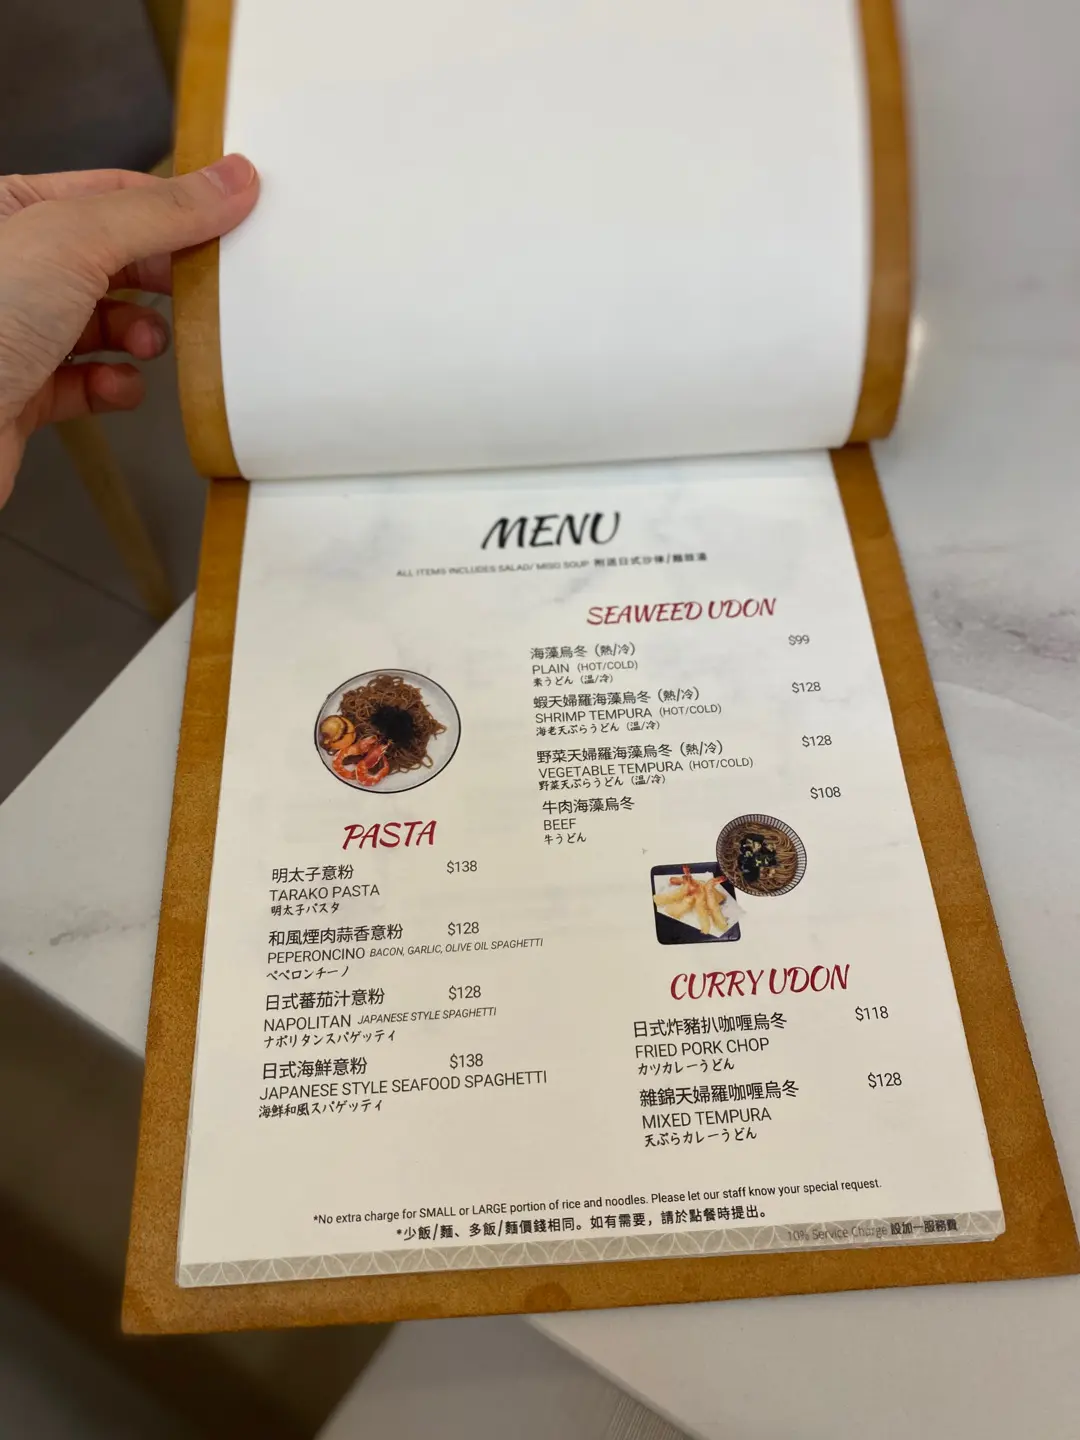 MENU
ALL ITEMS INCLUDES SALAD/ MISO SOUP 附送日式沙律/麵豉湯
SEAWEED UDON
海藻烏冬 (熱/冷) $99
PLAIN (HOT/COLD)
素うどん (温/冷)
蝦天婦羅海藻烏冬 (熱/冷) $128
SHRIMP TEMPURA (HOT/COLD)
海老天ぷらうどん (温/冷)
野菜天婦羅海藻烏冬 (熱/冷) $128
VEGETABLE TEMPURA (HOT/COLD)
野菜天ぷらうどん (温/冷)
牛肉海藻烏冬 $108
BEEF
牛うどん
PASTA
明太子意粉 $138
TARAKO PASTA
明太子パスタ
和風煙肉蒜香意粉 $128
PEPERONCINO BACON, GARLIC, OLIVE OIL SPAGHETTI
ペペロンチーノ
日式蕃茄汁意粉 $128
NAPOLITAN JAPANESE STYLE SPAGHETTI
ナポリタンスパゲッティ
日式海鮮意粉 $138
JAPANESE STYLE SEAFOOD SPAGHETTI
海鮮和風スパゲッティ
CURRY UDON
日式炸豬扒咖喱烏冬 $118
FRIED PORK CHOP
カツカレーうどん
雜錦天婦羅咖喱烏冬 $128
MIXED TEMPURA
天ぷらカレーうどん
*No extra charge for SMALL or LARGE portion of rice and noodles. Please let our staff know your special request.
*少飯/麵、多飯/麵價錢相同。如有需要，請於點餐時提出。
10% Service Charge 設加一服務費